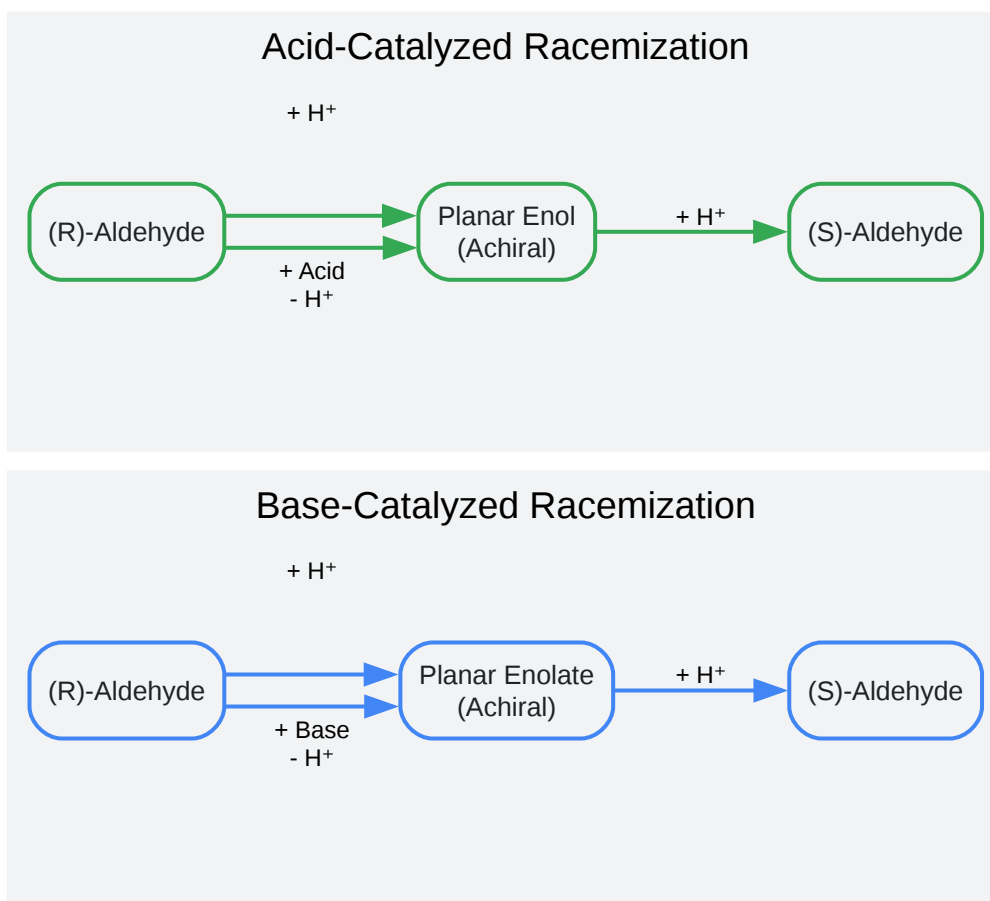 Acid-Catalyzed Racemization
+ H⁺
(R)-Aldehyde
+ Acid
- H⁺
Planar Enol
(Achiral)
+ H⁺
(S)-Aldehyde
Base-Catalyzed Racemization
+ H⁺
(R)-Aldehyde
+ Base
- H⁺
Planar Enolate
(Achiral)
+ H⁺
(S)-Aldehyde